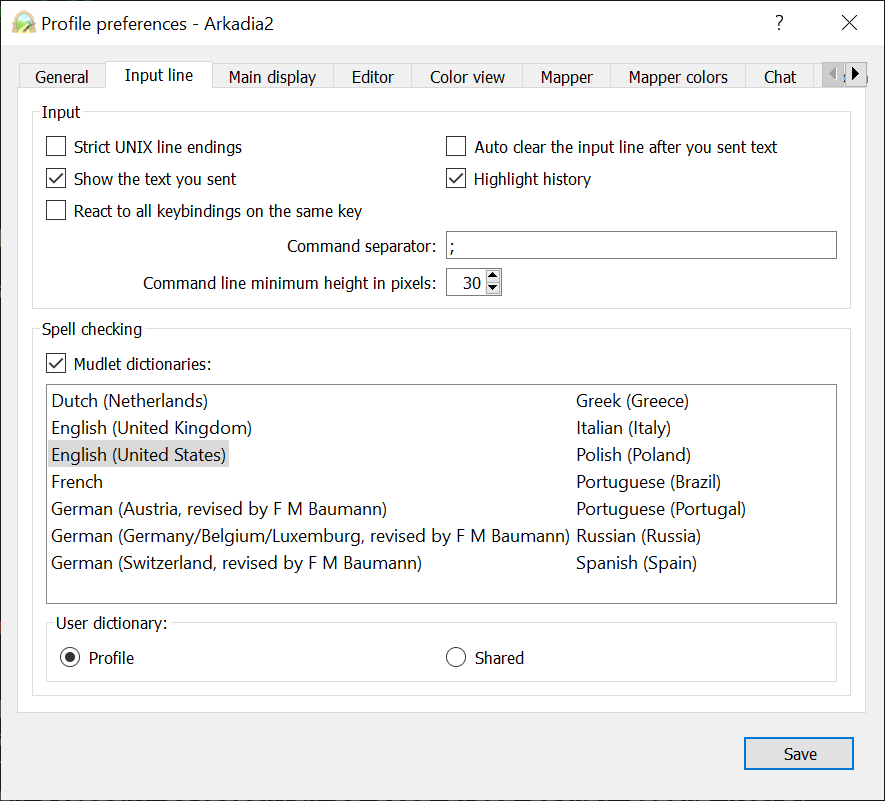 Profile preferences - Arkadia2 ?
General Input line Main display Editor Color view Mapper Mapper colors Chat
Input
Strict UNIX line endings Auto clear the input line after you sent text
Show the text you sent Highlight history
React to all keybindings on the same key
Command separator: ;
Command line minimum height in pixels: 30
Spell checking
Mudlet dictionaries:
Dutch (Netherlands) Greek (Greece)
English (United Kingdom) Italian (Italy)
English (United States) Polish (Poland)
French Portuguese (Brazil)
German (Austria, revised by F M Baumann) Portuguese (Portugal)
German (Germany/Belgium/Luxemburg, revised by F M Baumann) Russian (Russia)
German (Switzerland, revised by F M Baumann) Spanish (Spain)
User dictionary:
Profile Shared
Save